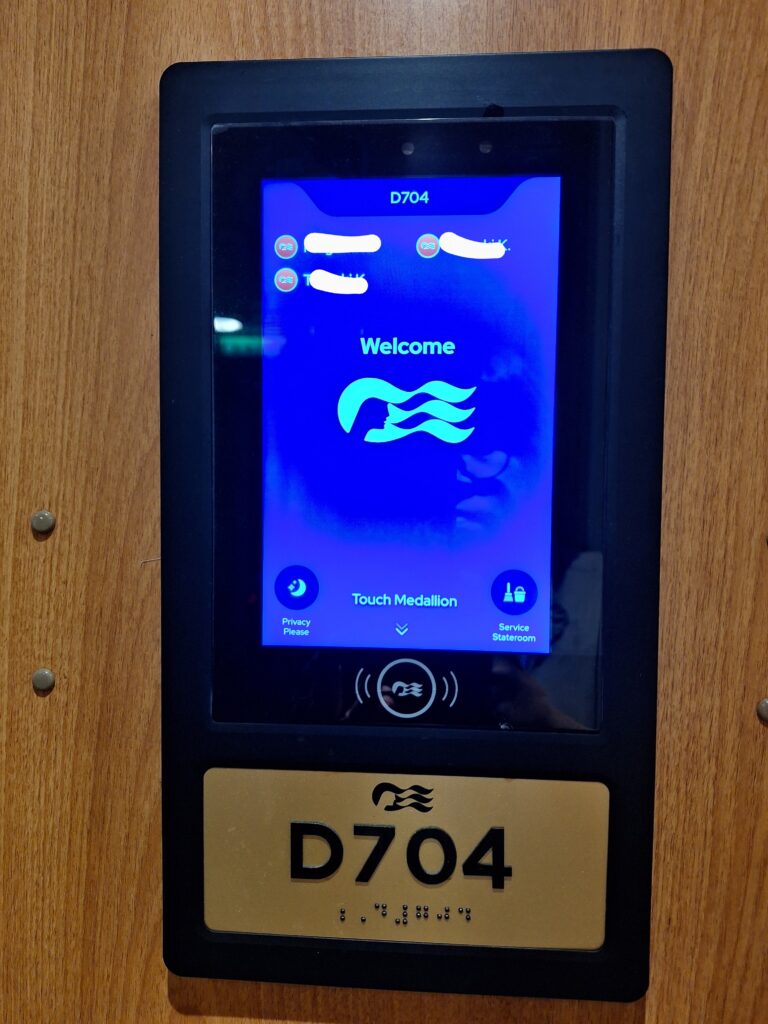 D704
Welcome
Touch Medallion
Privacy
Please
Service
Stateroom
D704